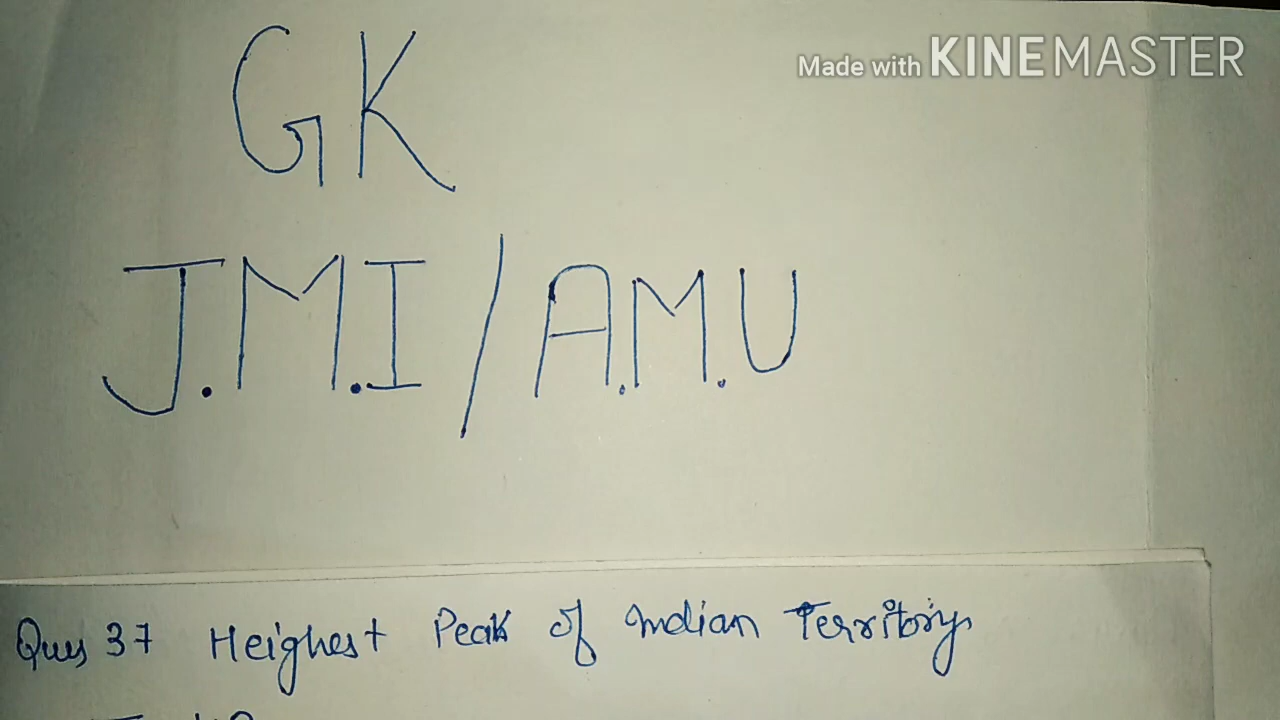 GK
Made with KINEMASTER
J.M.I/A.M.U
Ques 37 Heighest Peak of Indian Territory.